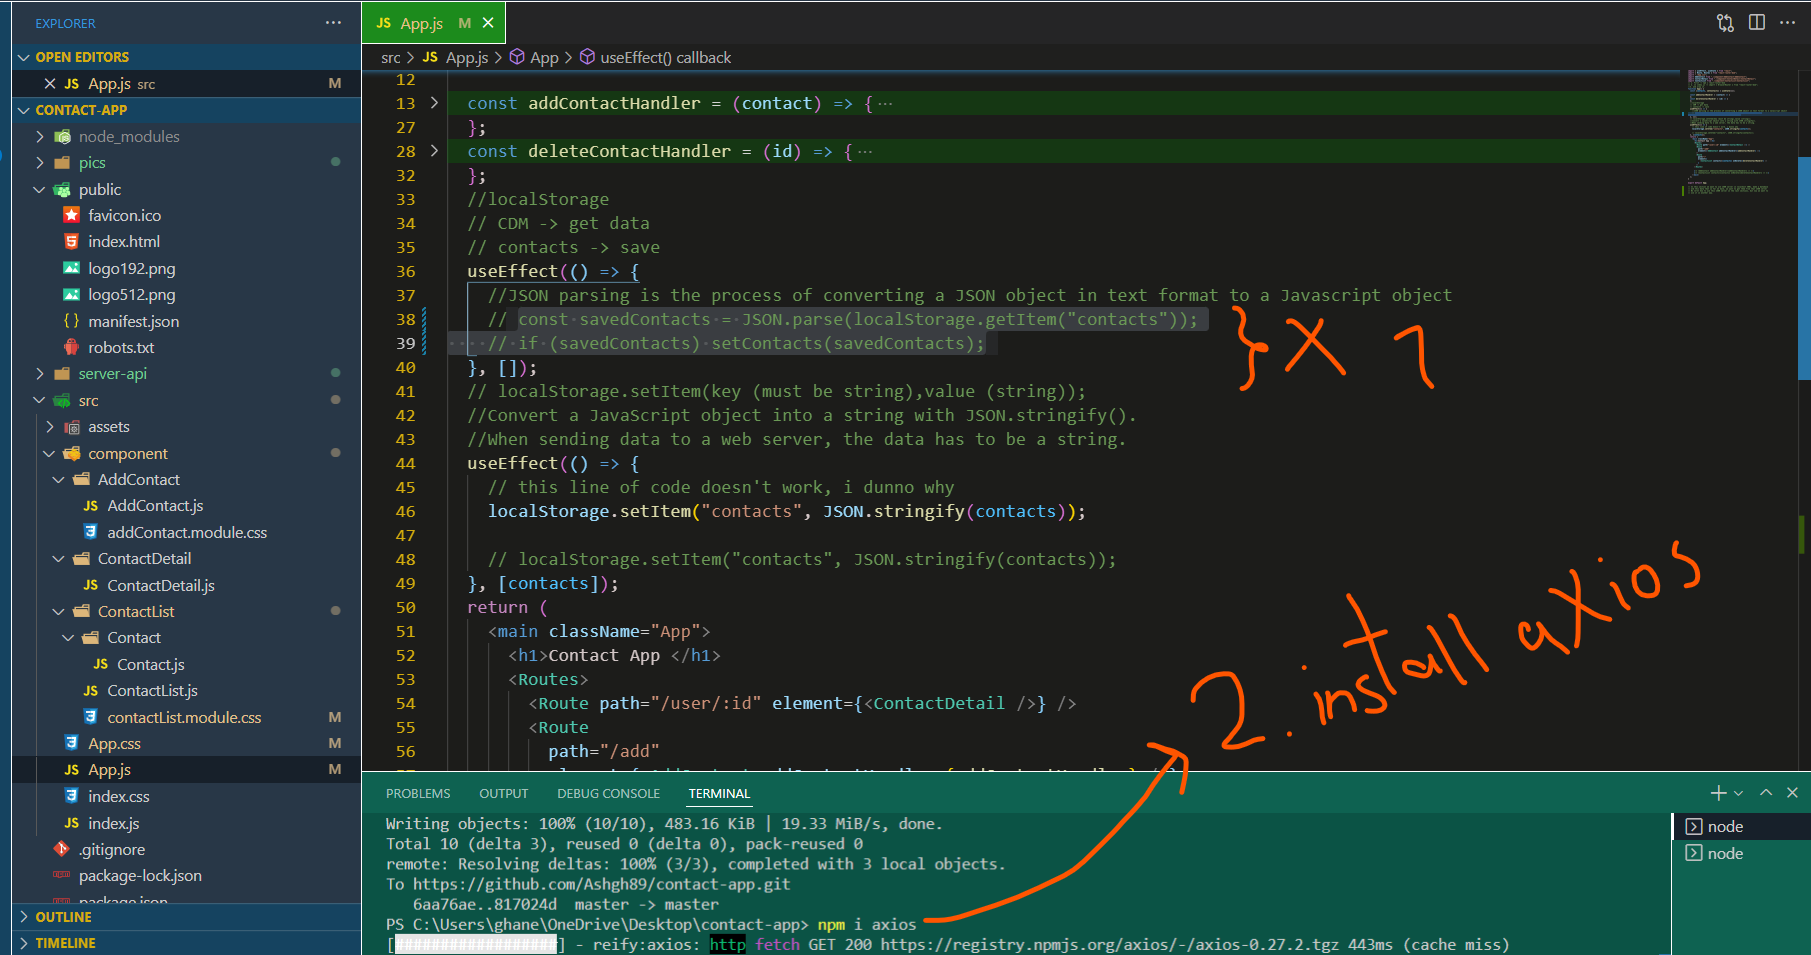 EXPLORER
OPEN EDITORS
JS App.js src M
CONTACT-APP
node_modules
pics
public
favicon.ico
index.html
logo192.png
logo512.png
manifest.json
robots.txt
server-api
src
assets
component
AddContact
JS AddContact.js
addContact.module.css
ContactDetail
JS ContactDetail.js
ContactList
Contact
JS Contact.js
JS ContactList.js
contactList.module.css M
App.css M
JS App.js M
index.css
JS index.js
.gitignore
package-lock.json
package.json
OUTLINE
TIMELINE
JS App.js M
src > JS App.js > App > useEffect() callback
12
13 const addContactHandler = (contact) => { ...
27 };
28 const deleteContactHandler = (id) => { ...
32 };
33 //localStorage
34 // CDM -> get data
35 // contacts -> save
36 useEffect(() => {
37 //JSON parsing is the process of converting a JSON object in text format to a Javascript object
38 // const savedContacts = JSON.parse(localStorage.getItem("contacts"));
39 // if (savedContacts) setContacts(savedContacts);
40 }, []);
41 // localStorage.setItem(key (must be string),value (string));
42 //Convert a JavaScript object into a string with JSON.stringify().
43 //When sending data to a web server, the data has to be a string.
44 useEffect(() => {
45 // this line of code doesn't work, i dunno why
46 localStorage.setItem("contacts", JSON.stringify(contacts));
47
48 // localStorage.setItem("contacts", JSON.stringify(contacts));
49 }, [contacts]);
50 return (
51 <main className="App">
52 <h1>Contact App </h1>
53 <Routes>
54 <Route path="/user/:id" element={<ContactDetail />} />
55 <Route
56 path="/add"
} X 1
2. install axios
PROBLEMS OUTPUT DEBUG CONSOLE TERMINAL
Writing objects: 100% (10/10), 483.16 KiB | 19.33 MiB/s, done.
Total 10 (delta 3), reused 0 (delta 0), pack-reused 0
remote: Resolving deltas: 100% (3/3), completed with 3 local objects.
To https://github.com/Ashgh89/contact-app.git
6aa76ae..817024d master -> master
PS C:\Users\ghane\OneDrive\Desktop\contact-app> npm i axios
[##################] - reify:axios: http fetch GET 200 https://registry.npmjs.org/axios/-/axios-0.27.2.tgz 443ms (cache miss)
node
node